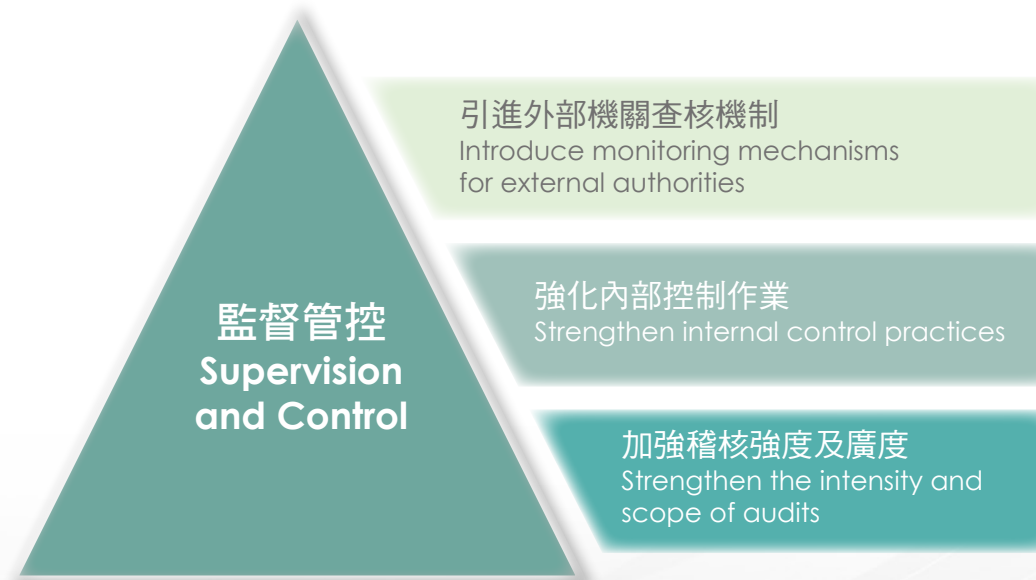 引進外部機關查核機制
Introduce monitoring mechanisms
for external authorities
強化內部控制作業
Strengthen internal control practices
監督管控
Supervision
and Control
加強稽核強度及廣度
Strengthen the intensity and
scope of audits